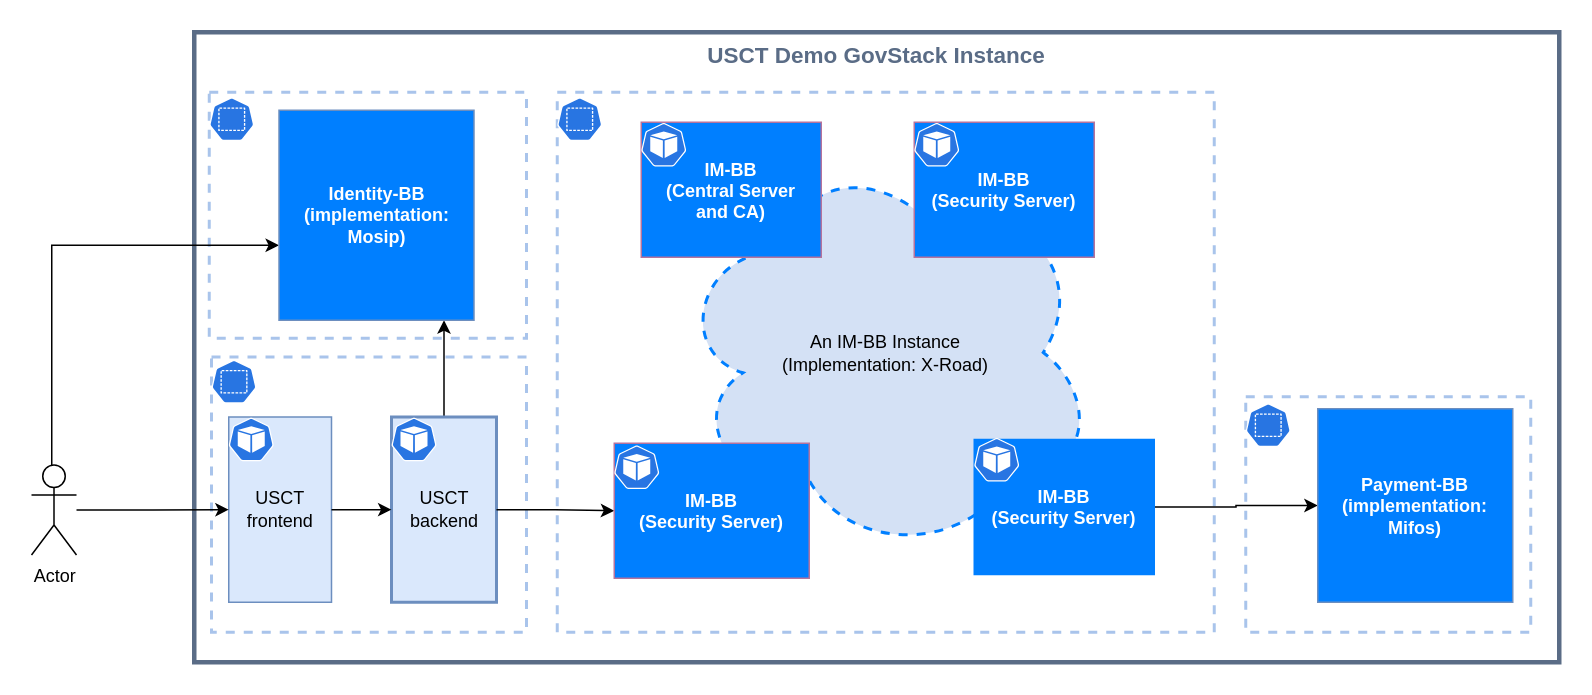 USCT Demo GovStack Instance
Identity-BB
(implementation:
Mosip)
IM-BB
(Central Server
and CA)
IM-BB
(Security Server)
An IM-BB Instance
(Implementation: X-Road)
USCT
frontend
USCT
backend
IM-BB
(Security Server)
IM-BB
(Security Server)
Payment-BB
(implementation:
Mifos)
Actor